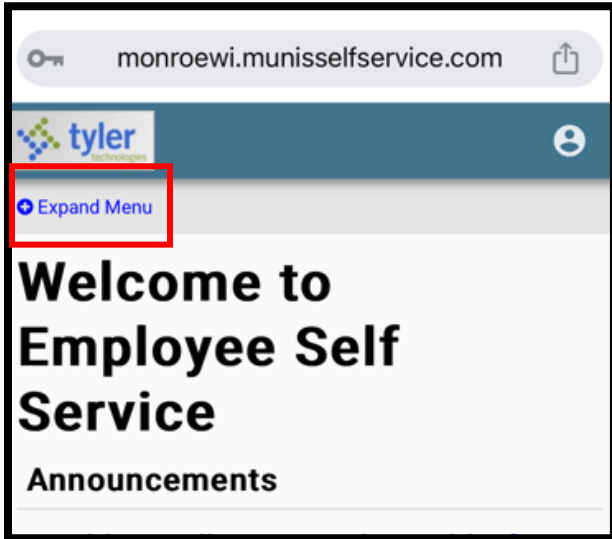 monroewi.munisselfservice.com
tyler
technologies
Expand Menu
Welcome to
Employee Self
Service
Announcements